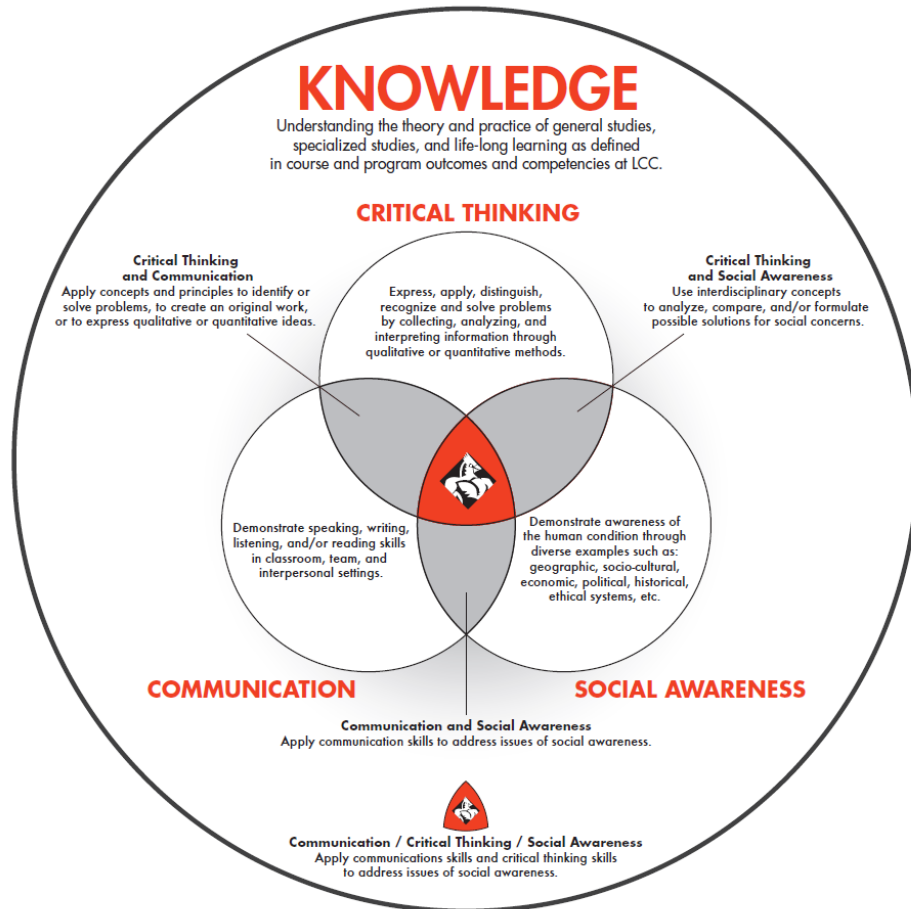 KNOWLEDGE
Understanding the theory and practice of general studies,
specialized studies, and life-long learning as defined
in course and program outcomes and competencies at LCC.
CRITICAL THINKING
Critical Thinking
and Communication
Apply concepts and principles to identify or
solve problems, to create an original work,
or to express qualitative or quantitative ideas.
Express, apply, distinguish,
recognize and solve problems
by collecting, analyzing, and
interpreting information through
qualitative or quantitative methods.
Critical Thinking
and Social Awareness
Use interdisciplinary concepts
to analyze, compare, and/or formulate
possible solutions for social concerns.
Demonstrate speaking, writing,
listening, and/or reading skills
in classroom, team, and
interpersonal settings.
Demonstrate awareness of
the human condition through
diverse examples such as:
geographic, socio-cultural,
economic, political, historical,
ethical systems, etc.
COMMUNICATION
SOCIAL AWARENESS
Communication and Social Awareness
Apply communication skills to address issues of social awareness.
Communication / Critical Thinking / Social Awareness
Apply communications skills and critical thinking skills
to address issues of social awareness.